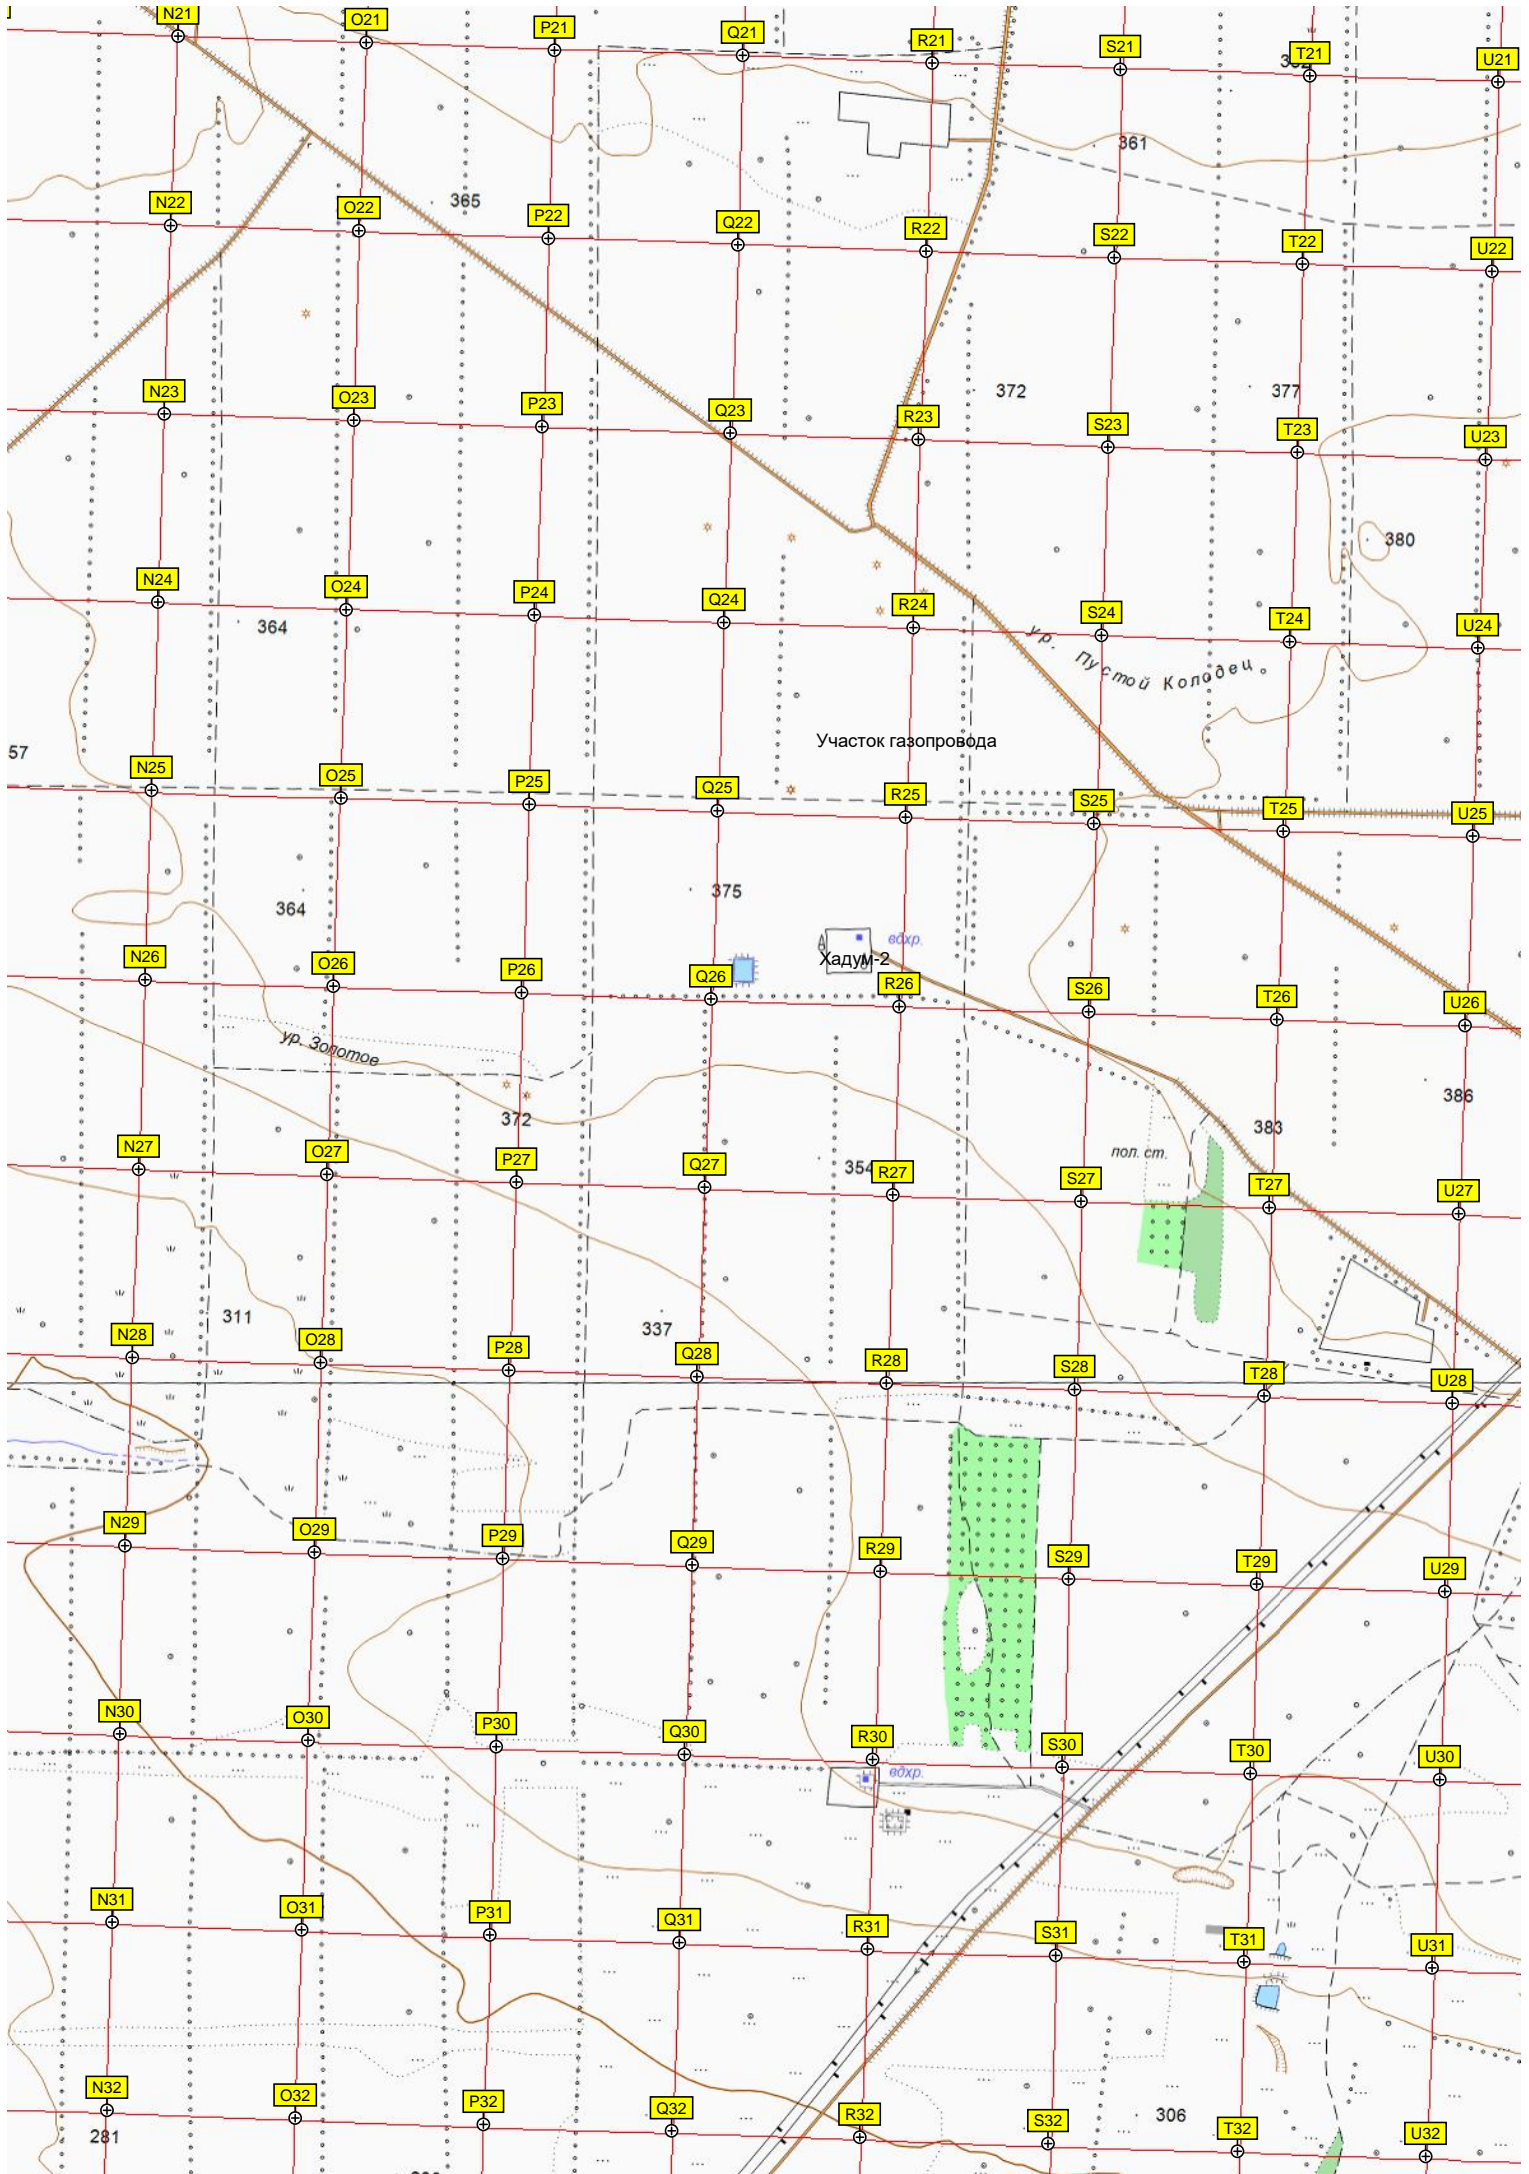 N21 O21 P21 Q21 R21 S21 T21 U21
361
365
N22 O22 P22 Q22 R22 S22 T22 U22
372 377
N23 O23 P23 Q23 R23 S23 T23 U23
380
N24 O24 P24 Q24 R24 S24 T24 U24
364
ур. Пустой Колодец
Участок газопровода
57
N25 O25 P25 Q25 R25 S25 T25 U25
375
364
вдхр.
Хадум-2
N26 O26 P26 Q26 R26 S26 T26 U26
ур. Золотое
386
372
383
пол. ст.
354
N27 O27 P27 Q27 R27 S27 T27 U27
311
337
N28 O28 P28 Q28 R28 S28 T28 U28
N29 O29 P29 Q29 R29 S29 T29 U29
N30 O30 P30 Q30 R30 S30 T30 U30
вдхр.
N31 O31 P31 Q31 R31 S31 T31 U31
N32 O32 P32 Q32 R32 S32 T32 U32
306
281